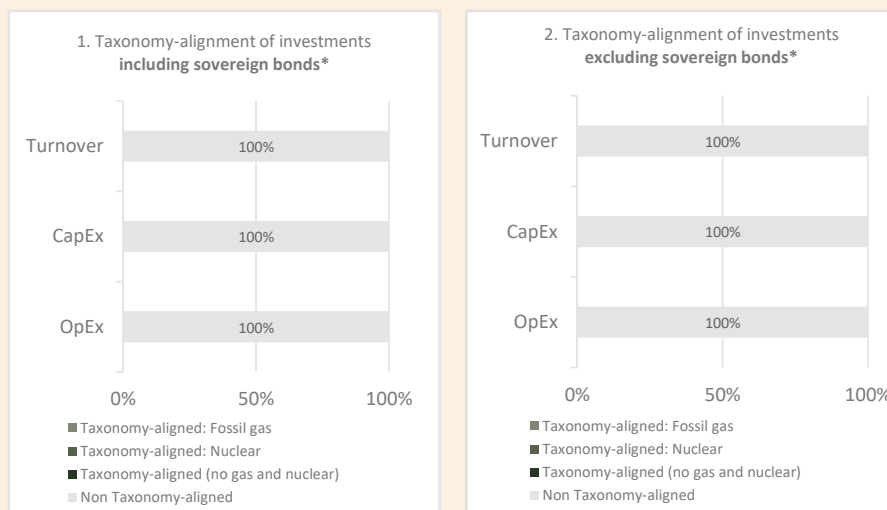 1. Taxonomy-alignment of investments
including sovereign bonds*
Turnover
100%
CapEx
100%
OpEx
100%
0%
50%
100%
Taxonomy-aligned: Fossil gas
Taxonomy-aligned: Nuclear
Taxonomy-aligned (no gas and nuclear)
Non Taxonomy-aligned
2. Taxonomy-alignment of investments
excluding sovereign bonds*
Turnover
100%
CapEx
100%
OpEx
100%
0%
50%
100%
Taxonomy-aligned: Fossil gas
Taxonomy-aligned: Nuclear
Taxonomy-aligned (no gas and nuclear)
Non Taxonomy-aligned